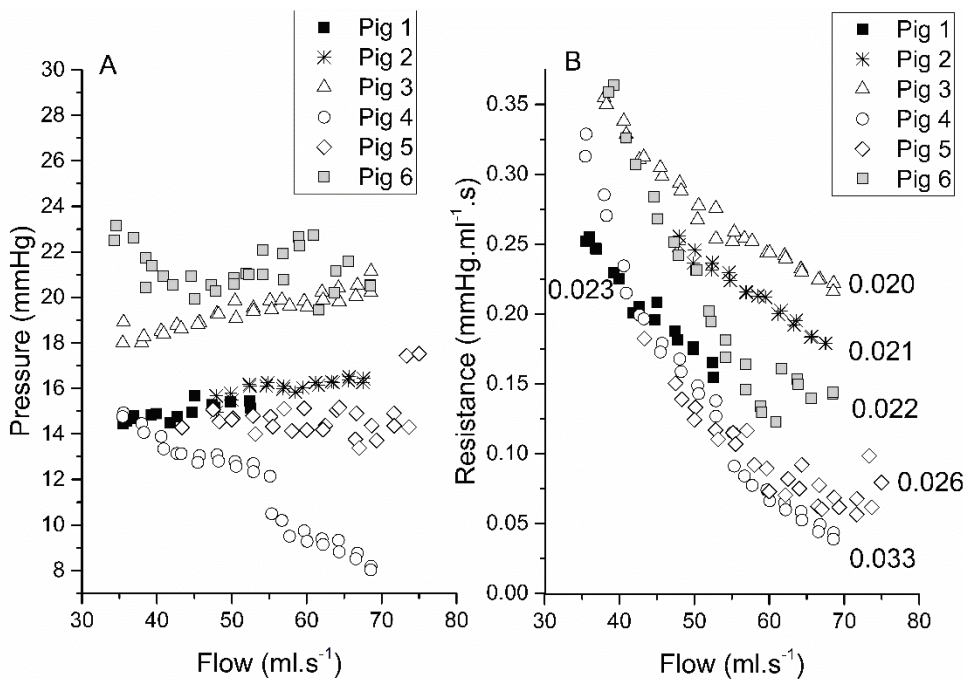 A
Pig 1
Pig 2
Pig 3
Pig 4
Pig 5
Pig 6
30
28
26
24
22
20
18
16
14
12
10
8
Pressure (mmHg)
30 40 50 60 70 80
Flow (ml.s⁻¹)
B
Pig 1
Pig 2
Pig 3
Pig 4
Pig 5
Pig 6
0.35
0.30
0.25
0.20
0.15
0.10
0.05
0.00
Resistance (mmHg.ml⁻¹.s)
0.023
0.020
0.021
0.022
0.026
0.033
30 40 50 60 70 80
Flow (ml.s⁻¹)